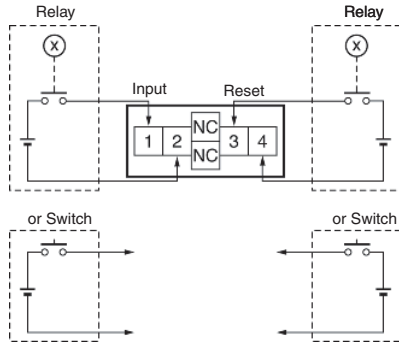 Relay Relay
X X
Input Reset
NC
1 2 3 4
NC
or Switch or Switch